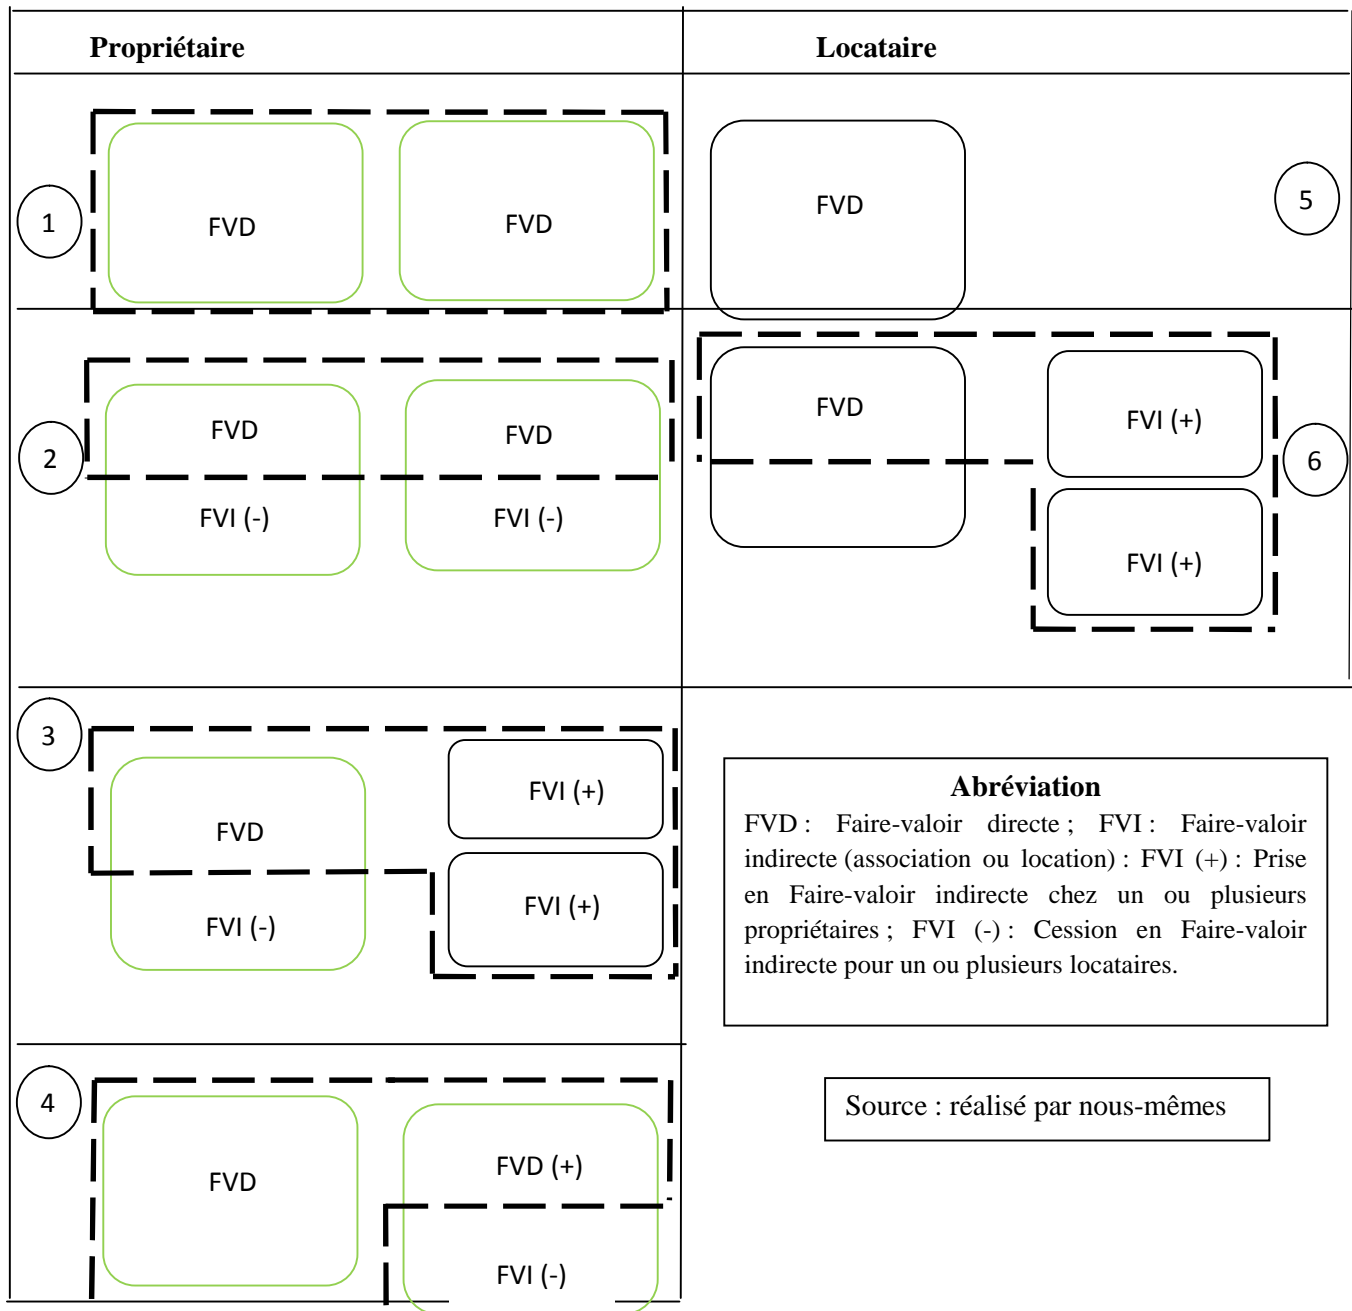 Propriétaire
Locataire
1
FVD
FVD
FVD
5
2
FVD
FVD
FVI (-)
FVI (-)
FVD
FVI (+)
FVI (+)
6
3
FVD
FVI (-)
FVI (+)
FVI (+)
Abréviation
FVD : Faire-valoir directe ; FVI : Faire-valoir
indirecte (association ou location) : FVI (+) : Prise
en Faire-valoir indirecte chez un ou plusieurs
propriétaires ; FVI (-) : Cession en Faire-valoir
indirecte pour un ou plusieurs locataires.
4
FVD
FVD (+)
FVI (-)
Source : réalisé par nous-mêmes